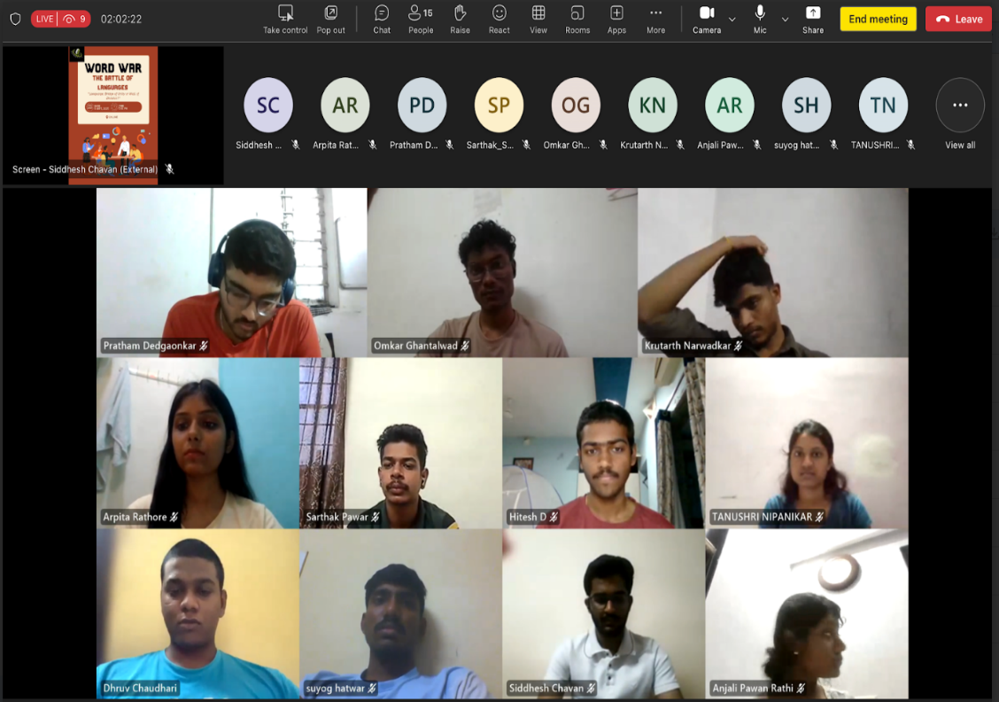 LIVE 9 02:02:22
Take control Pop out Chat People 15 Raise React View Rooms Apps More Camera Mic Share End meeting Leave
WORD WAR
THE BATTLE OF
LANGUAGES
Screen - Siddhesh Chavan (External)
SC AR PD SP OG KN AR SH TN
Siddhesh ... Arpita Rat... Pratham D... Sarthak_S... Omkar Gh... Krutarth N... Anjali Paw... suyog hat... TANUSHRI... View all
Pratham Dedgaonkar Omkar Ghantalwad Krutarth Narwadkar
Arpita Rathore Sarthak Pawar Hitesh D TANUSHRI NIPANIKAR
Dhruv Chaudhari suyog hatwar Siddhesh Chavan Anjali Pawan Rathi